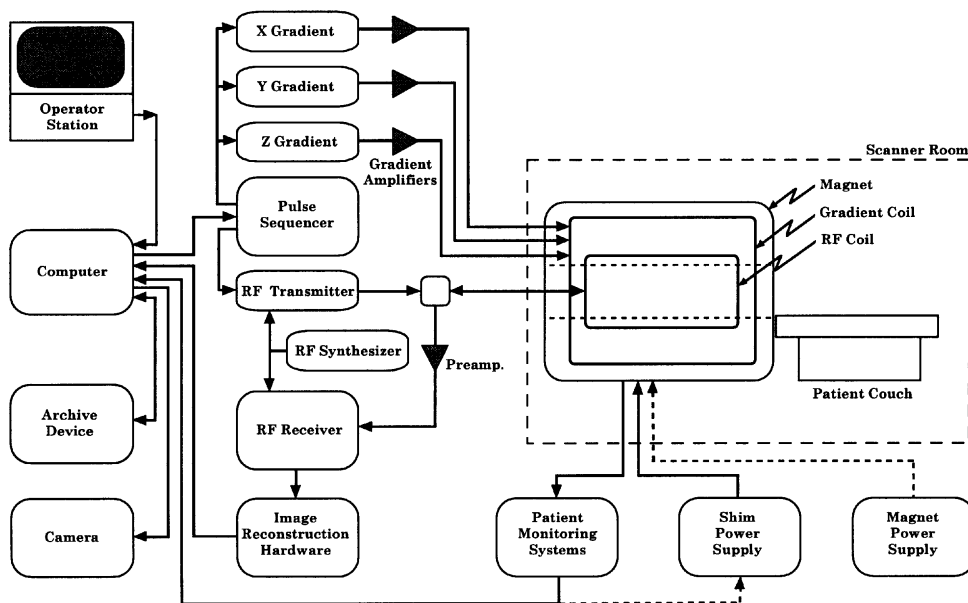 X Gradient
Y Gradient
Z Gradient
Gradient
Amplifiers
Operator
Station
Pulse
Sequencer
Computer
RF Transmitter
RF Synthesizer
Preamp.
Archive
Device
RF Receiver
Camera
Image
Reconstruction
Hardware
Scanner Room
Magnet
Gradient Coil
RF Coil
Patient Couch
Patient
Monitoring
Systems
Shim
Power
Supply
Magnet
Power
Supply